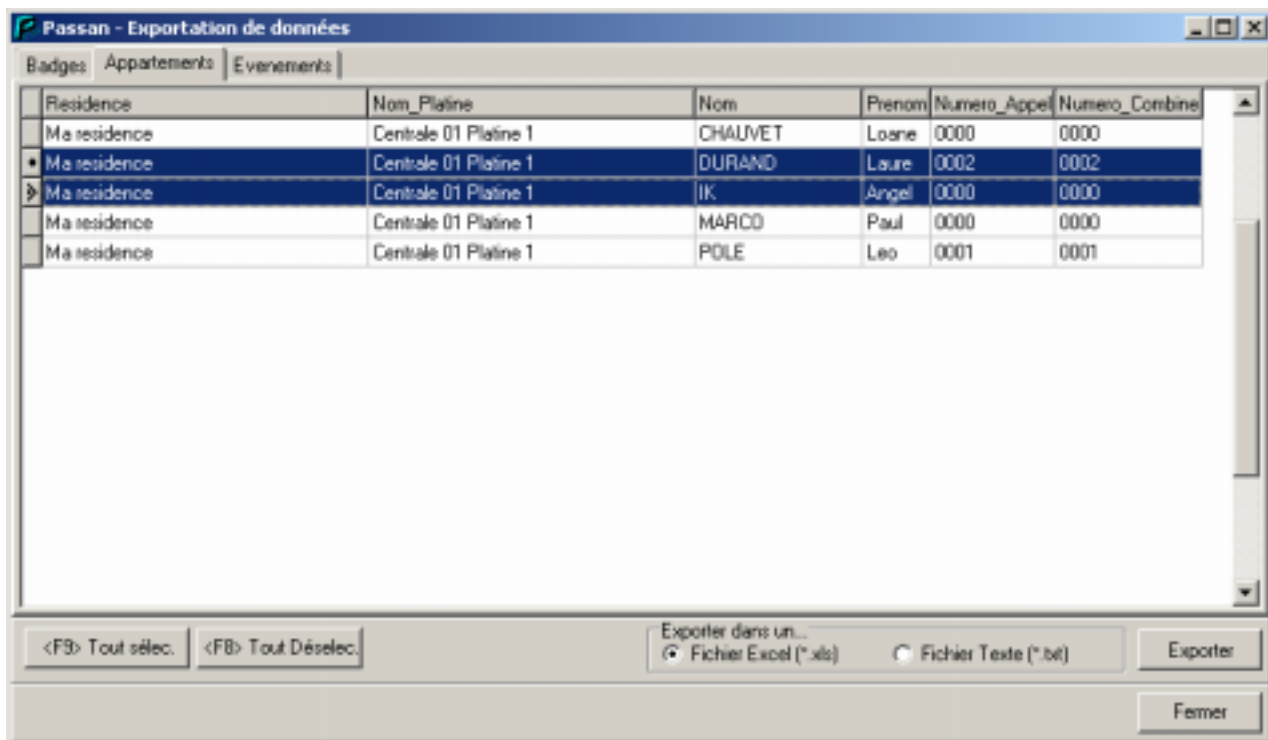 Passan - Exportation de données
Badges Appartements Evenements
Residence Nom_Platine Nom Prenom Numero_Appel Numero_Combine
Ma residence Centrale 01 Platine 1 CHAUVET Loane 0000 0000
Ma residence Centrale 01 Platine 1 DURAND Laure 0002 0002
Ma residence Centrale 01 Platine 1 IK Angel 0000 0000
Ma residence Centrale 01 Platine 1 MARCO Paul 0000 0000
Ma residence Centrale 01 Platine 1 POLE Leo 0001 0001
Exporter dans un...
<F9> Tout sélec. <F8> Tout Déselec. Fichier Excel (*.xls) Fichier Texte (*.txt) Exporter
Fermer